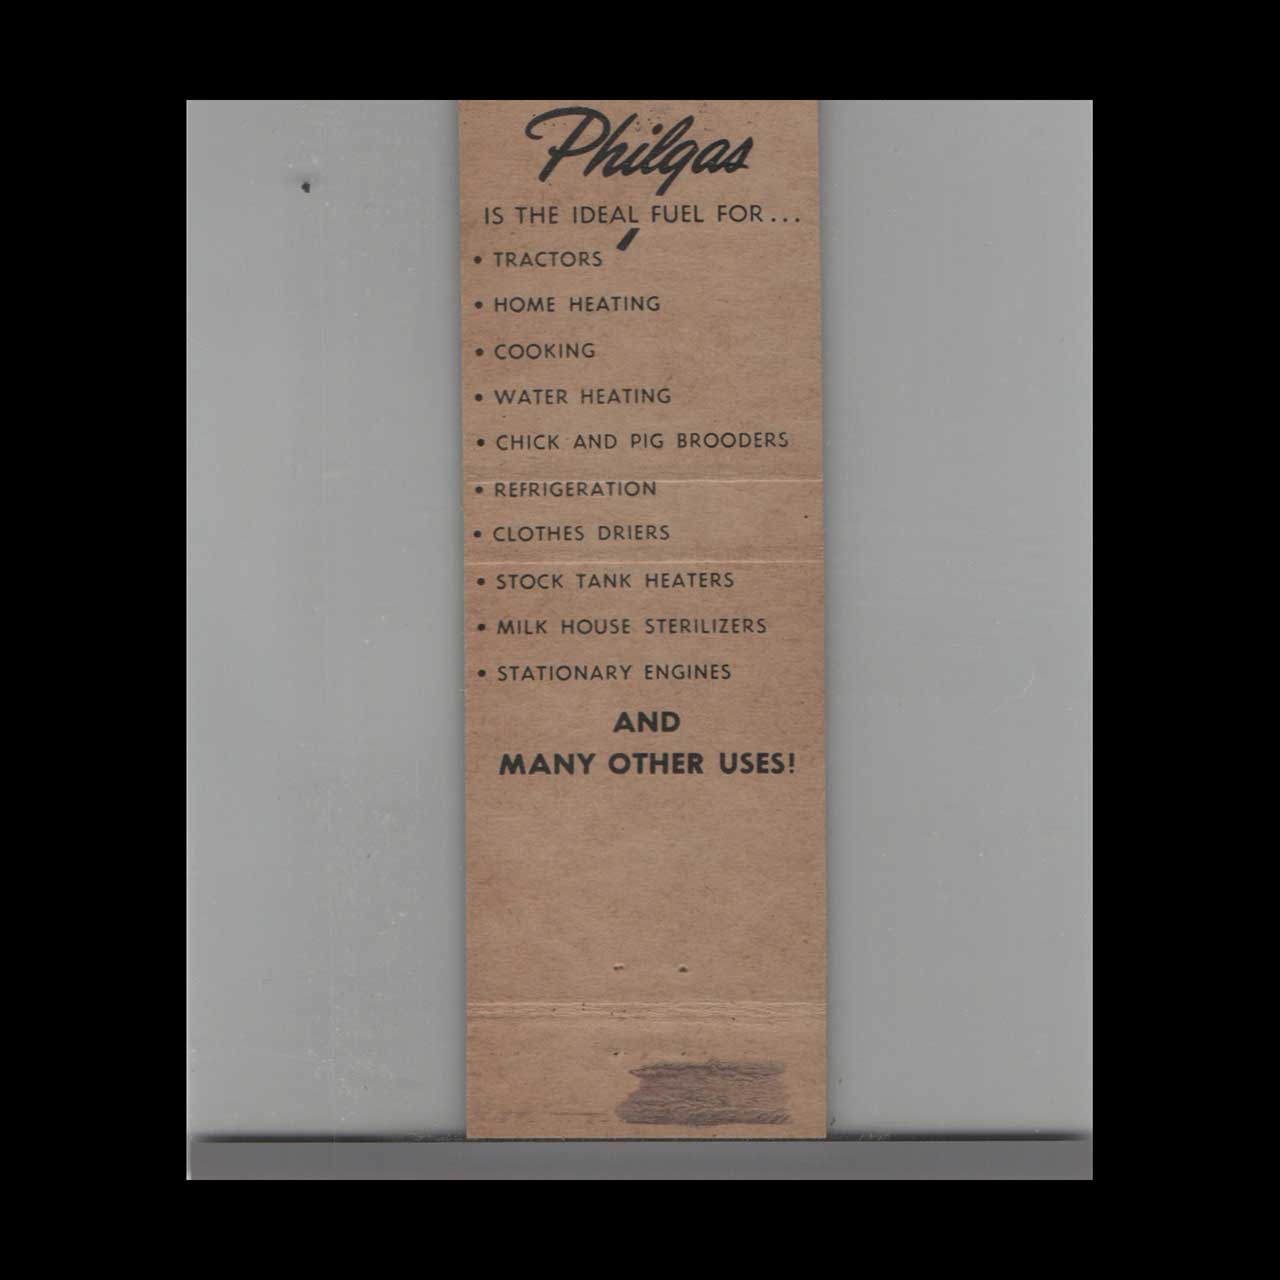 Philgas
IS THE IDEAL FUEL FOR...
• TRACTORS
• HOME HEATING
• COOKING
• WATER HEATING
• CHICK AND PIG BROODERS
• REFRIGERATION
• CLOTHES DRIERS
• STOCK TANK HEATERS
• MILK HOUSE STERILIZERS
• STATIONARY ENGINES
AND
MANY OTHER USES!